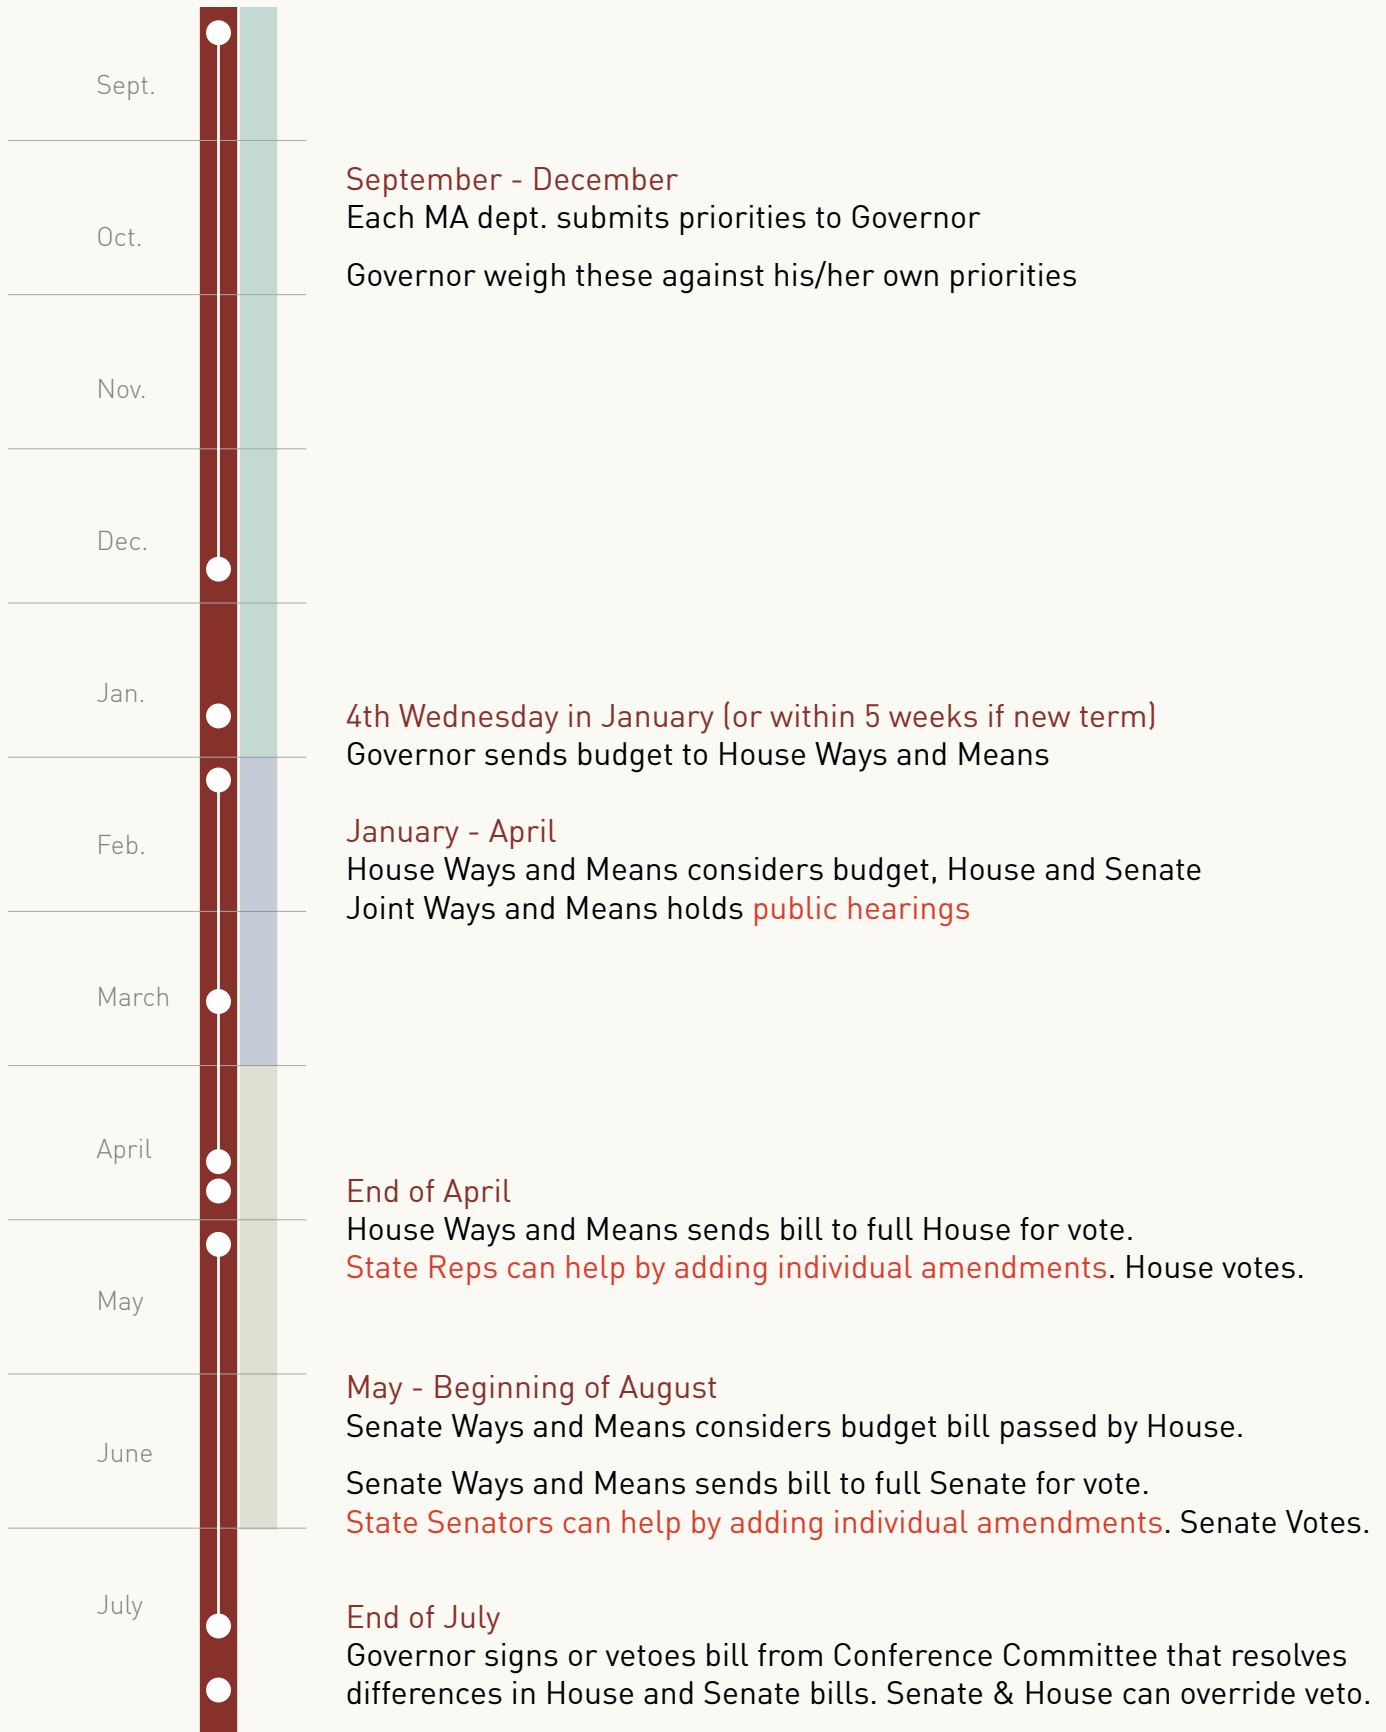 Sept.
September - December
Each MA dept. submits priorities to Governor
Oct.
Governor weigh these against his/her own priorities
Nov.
Dec.
Jan.
4th Wednesday in January (or within 5 weeks if new term)
Governor sends budget to House Ways and Means
January - April
Feb.
House Ways and Means considers budget, House and Senate
Joint Ways and Means holds public hearings
March
April
End of April
House Ways and Means sends bill to full House for vote.
State Reps can help by adding individual amendments. House votes.
May
May - Beginning of August
Senate Ways and Means considers budget bill passed by House.
June
Senate Ways and Means sends bill to full Senate for vote.
State Senators can help by adding individual amendments. Senate Votes.
July
End of July
Governor signs or vetoes bill from Conference Committee that resolves
differences in House and Senate bills. Senate & House can override veto.